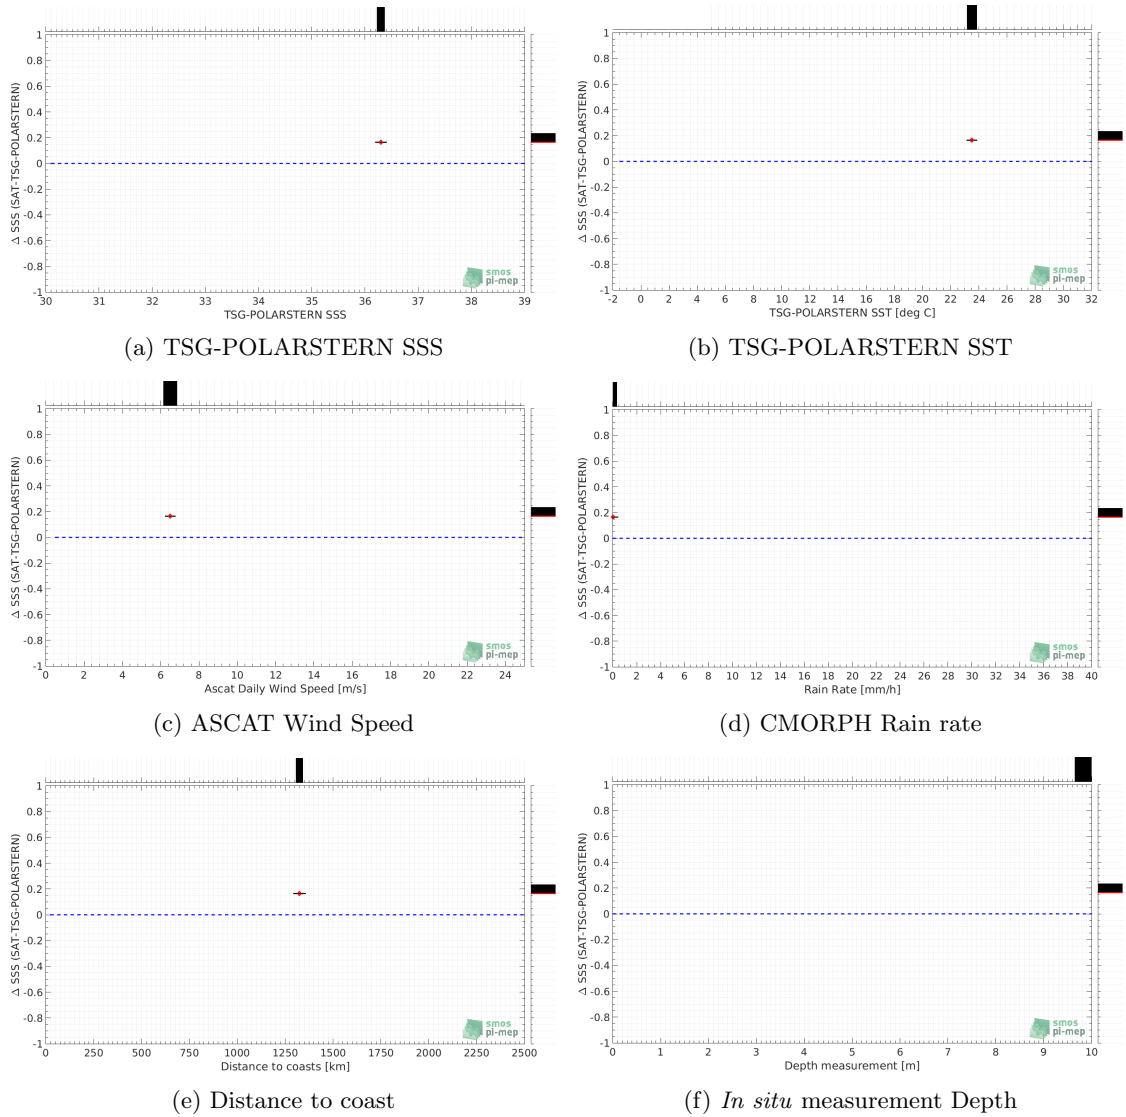 1
0.8
0.6
0.4
0.2
0
-0.2
-0.4
-0.6
-0.8
-1
Δ SSS (SAT-TSG-POLARSTERN)
30 31 32 33 34 35 36 37 38 39
TSG-POLARSTERN SSS
smos
pi-mep
(a) TSG-POLARSTERN SSS
1
0.8
0.6
0.4
0.2
0
-0.2
-0.4
-0.6
-0.8
-1
Δ SSS (SAT-TSG-POLARSTERN)
-2 0 2 4 6 8 10 12 14 16 18 20 22 24 26 28 30 32
TSG-POLARSTERN SST [deg C]
smos
pi-mep
(b) TSG-POLARSTERN SST
1
0.8
0.6
0.4
0.2
0
-0.2
-0.4
-0.6
-0.8
-1
Δ SSS (SAT-TSG-POLARSTERN)
0 2 4 6 8 10 12 14 16 18 20 22 24
Ascat Daily Wind Speed [m/s]
smos
pi-mep
(c) ASCAT Wind Speed
1
0.8
0.6
0.4
0.2
0
-0.2
-0.4
-0.6
-0.8
-1
Δ SSS (SAT-TSG-POLARSTERN)
0 2 4 6 8 10 12 14 16 18 20 22 24 26 28 30 32 34 36 38 40
Rain Rate [mm/h]
smos
pi-mep
(d) CMORPH Rain rate
1
0.8
0.6
0.4
0.2
0
-0.2
-0.4
-0.6
-0.8
-1
Δ SSS (SAT-TSG-POLARSTERN)
0 250 500 750 1000 1250 1500 1750 2000 2250 2500
Distance to coasts [km]
smos
pi-mep
(e) Distance to coast
1
0.8
0.6
0.4
0.2
0
-0.2
-0.4
-0.6
-0.8
-1
Δ SSS (SAT-TSG-POLARSTERN)
0 1 2 3 4 5 6 7 8 9 10
Depth measurement [m]
smos
pi-mep
(f) In situ measurement Depth